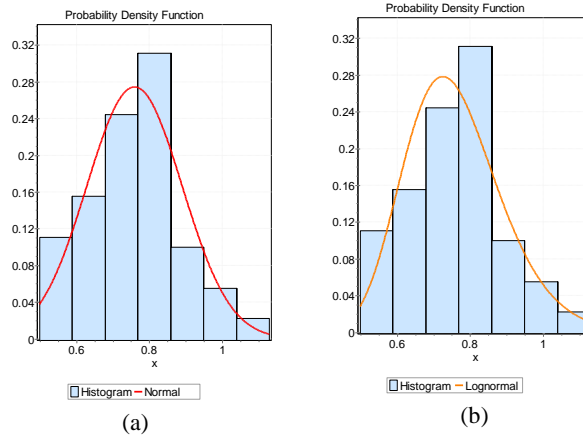 Probability Density Function
0.32
0.28
0.24
0.2
0.16
0.12
0.08
0.04
0
0.6 0.8 1
x
Histogram Normal
(a)
Probability Density Function
0.32
0.28
0.24
0.2
0.16
0.12
0.08
0.04
0
0.6 0.8 1
x
Histogram Lognormal
(b)